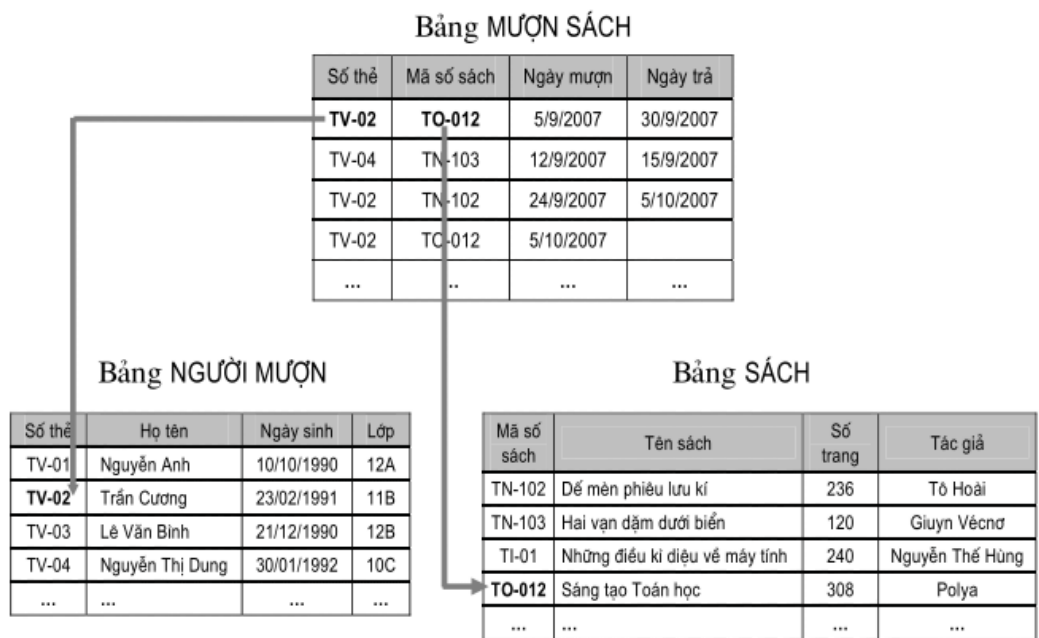 Bảng MƯỢN SÁCH
Số thẻ Mã số sách Ngày mượn Ngày trả
TV-02 TO-012 5/9/2007 30/9/2007
TV-04 TN-103 12/9/2007 15/9/2007
TV-02 TN-102 24/9/2007 5/10/2007
TV-02 TO-012 5/10/2007
... ... ... ...
Bảng NGƯỜI MƯỢN
Số thẻ Họ tên Ngày sinh Lớp
TV-01 Nguyễn Anh 10/10/1990 12A
TV-02 Trần Cương 23/02/1991 11B
TV-03 Lê Văn Bình 21/12/1990 12B
TV-04 Nguyễn Thị Dung 30/01/1992 10C
... ... ... ...
Bảng SÁCH
Mã số sách Tên sách Số trang Tác giả
TN-102 Dế mèn phiêu lưu kí 236 Tô Hoài
TN-103 Hai vạn dặm dưới biển 120 Giuyn Vécnơ
TI-01 Những điều kì diệu về máy tính 240 Nguyễn Thế Hùng
TO-012 Sáng tạo Toán học 308 Polya
... ... ... ...